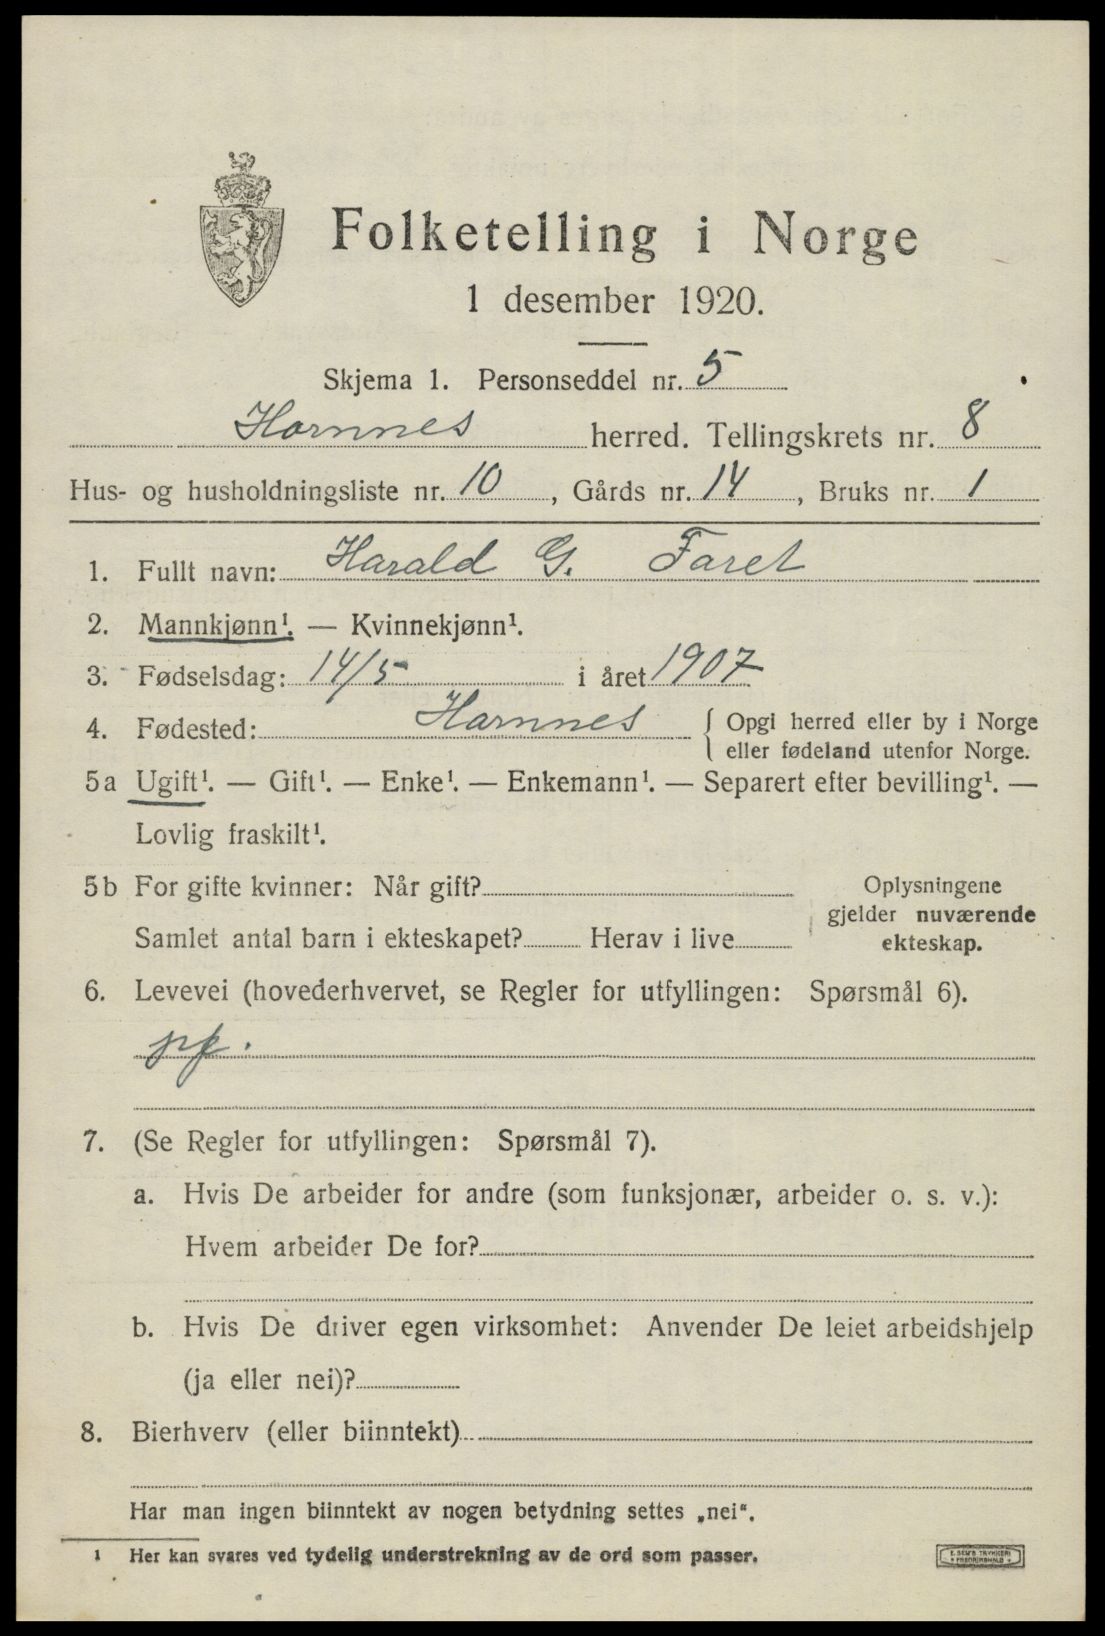 Folketelling i Norge
1 desember 1920.
Skjema 1. Personseddel nr. 5
Hornnes herred. Tellingskrets nr. 8
Hus- og husholdningsliste nr. 10, Gårds nr. 14, Bruks nr. 1
1. Fullt navn: Harald G. Faret
2. Mannkjønn¹. — Kvinnekjønn¹.
3. Fødselsdag: 14/5 i året 1907
4. Fødested: Hornnes { Opgi herred eller by i Norge
eller fødeland utenfor Norge.
5a Ugift¹. — Gift¹. — Enke¹. — Enkemann¹. — Separert efter bevilling¹. —
Lovlig fraskilt¹.
5b For gifte kvinner: Når gift? Oplysningene
gjelder nuværende
Samlet antal barn i ekteskapet? Herav i live ekteskap.
6. Levevei (hovederhvervet, se Regler for utfyllingen: Spørsmål 6).
7. (Se Regler for utfyllingen: Spørsmål 7).
a. Hvis De arbeider for andre (som funksjonær, arbeider o. s. v.):
Hvem arbeider De for?
b. Hvis De driver egen virksomhet: Anvender De leiet arbeidshjelp
(ja eller nei)?
8. Bierhverv (eller biinntekt)
Har man ingen biinntekt av nogen betydning settes „nei“.
1 Her kan svares ved tydelig understrekning av de ord som passer.